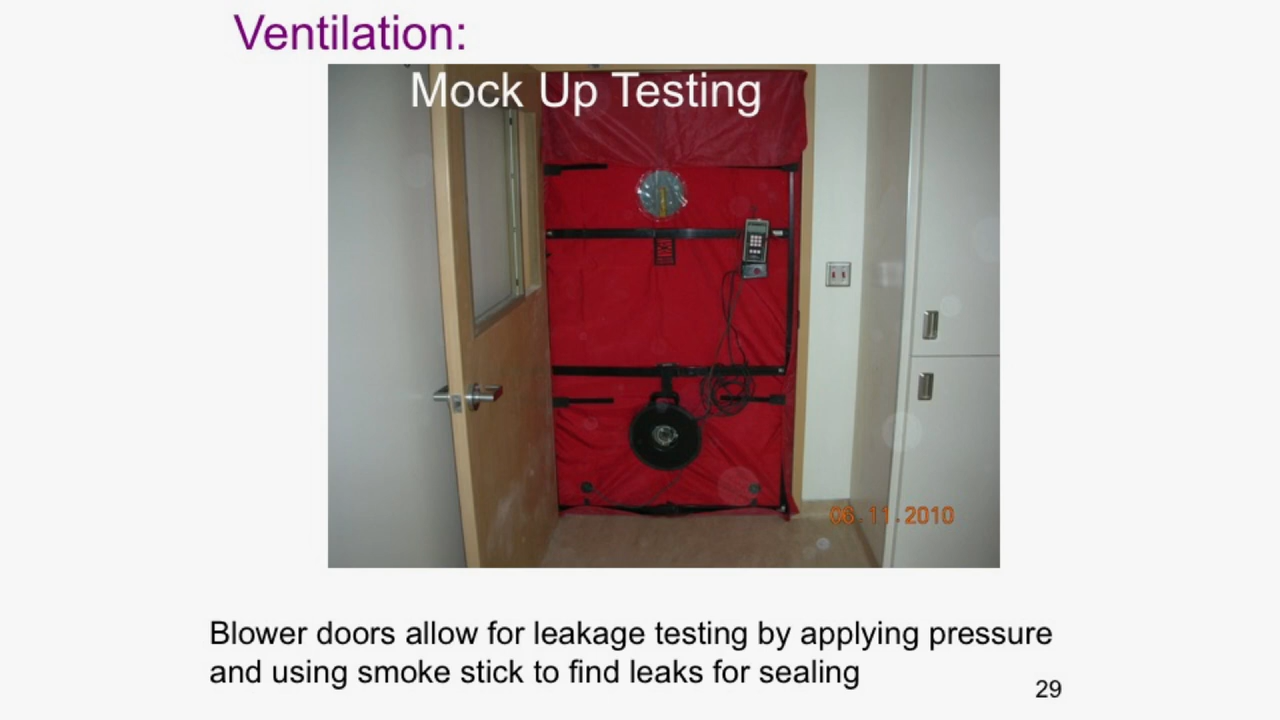 Ventilation:
Mock Up Testing
06.11.2010
Blower doors allow for leakage testing by applying pressure
and using smoke stick to find leaks for sealing
29